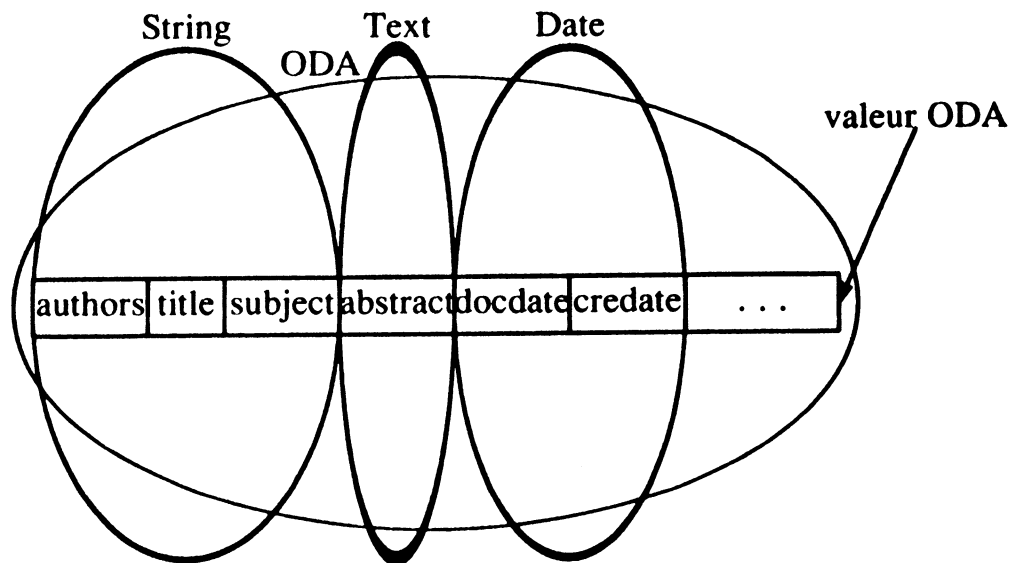 String Text Date
ODA
valeur ODA
authors title subject abstract docdate credate ...